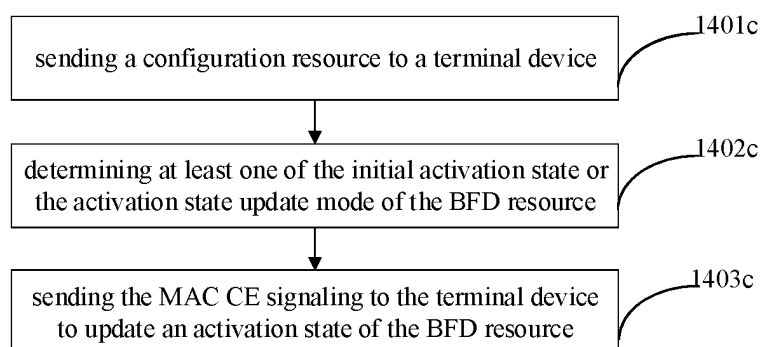 1401c
sending a configuration resource to a terminal device
1402c
determining at least one of the initial activation state or
the activation state update mode of the BFD resource
1403c
sending the MAC CE signaling to the terminal device
to update an activation state of the BFD resource